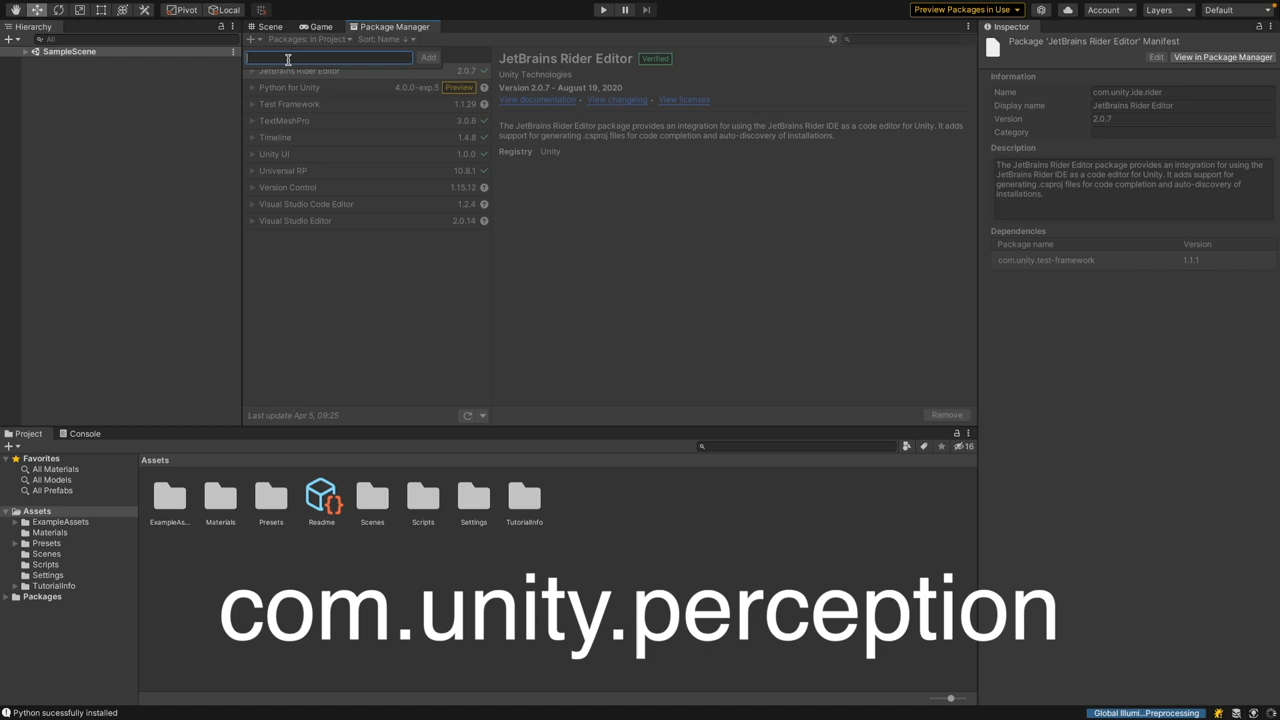 Pivot
Local
Preview Packages in Use
Account
Layers
Default
Hierarchy
Scene
Game
Package Manager
Inspector
All
Packages: In Project
Sort: Name ↓
SampleScene
Add
JetBrains Rider Editor 2.0.7
Python for Unity 4.0.0-exp.5 Preview
Test Framework 1.1.29
TextMeshPro 3.0.6
Timeline 1.4.8
Unity UI 1.0.0
Universal RP 10.8.1
Version Control 1.15.12
Visual Studio Code Editor 1.2.4
Visual Studio Editor 2.0.14
Last update Apr 5, 09:25
JetBrains Rider Editor Verified
Unity Technologies
Version 2.0.7 - August 19, 2020
View documentation • View changelog • View licenses
The JetBrains Rider Editor package provides an integration for using the JetBrains Rider IDE as a code editor for Unity. It adds
support for generating .csproj files for code completion and auto-discovery of installations.
Registry Unity
Remove
Package 'JetBrains Rider Editor' Manifest
Edit
View in Package Manager
Information
Name com.unity.ide.rider
Display name JetBrains Rider Editor
Version 2.0.7
Category
Description
The JetBrains Rider Editor package provides an integration for using the
JetBrains Rider IDE as a code editor for Unity. It adds support for
generating .csproj files for code completion and auto-discovery of
installations.
Dependencies
Package name Version
com.unity.test-framework 1.1.1
Project
Console
16
Favorites
All Materials
All Models
All Prefabs
Assets
ExampleAssets
Materials
Presets
Scenes
Scripts
Settings
TutorialInfo
Packages
Assets
ExampleAs...
Materials
Presets
Readme
Scenes
Scripts
Settings
TutorialInfo
com.unity.perception
Python sucessfully installed
Global Illumi...Preprocessing